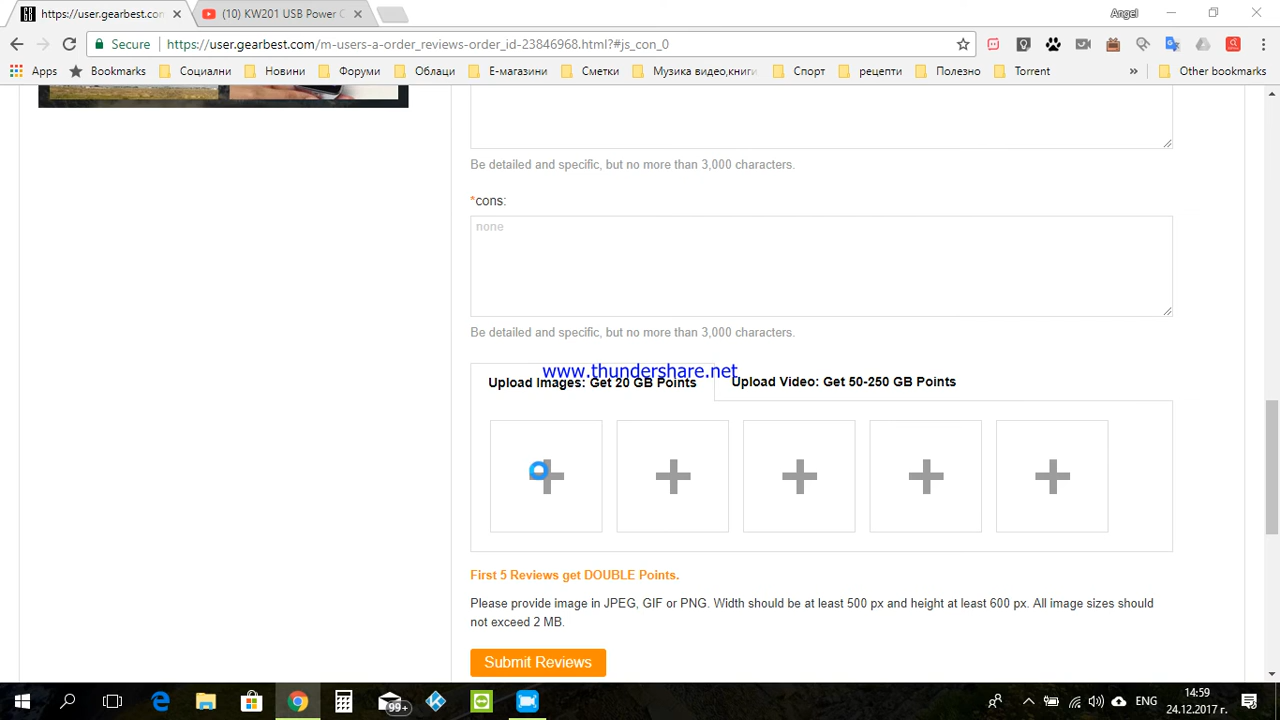 https://user.gearbest.con
(10) KW201 USB Power C
Angel
Secure
https://user.gearbest.com/m-users-a-order_reviews-order_id-23846968.html?#js_con_0
Apps
Bookmarks
Социални
Новини
Форуми
Облаци
Е-магазини
Сметки
Музика видео,книги
Спорт
рецепти
Полезно
Torrent
»
Other bookmarks
Be detailed and specific, but no more than 3,000 characters.
*cons:
none
Be detailed and specific, but no more than 3,000 characters.
www.thundershare.net
Upload Images: Get 20 GB Points
Upload Video: Get 50-250 GB Points
First 5 Reviews get DOUBLE Points.
Please provide image in JPEG, GIF or PNG. Width should be at least 500 px and height at least 600 px. All image sizes should
not exceed 2 MB.
Submit Reviews
99+
ENG
14:59
24.12.2017 г.